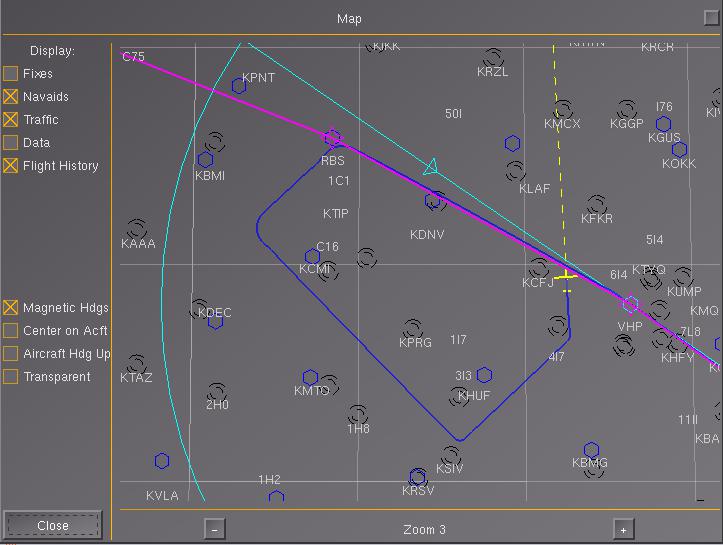 Map
Display:
Fixes
Navaids
Traffic
Data
Flight History
Magnetic Hdgs
Center on Acft
Aircraft Hdg Up
Transparent
Close
C75
KIKK
KRCR
KRZL
KPNT
50I
I76
KMCX
KGGP
KGUS
RBS
KBMI
KOKK
1C1
KLAF
KTIP
KFKR
KAAA
KDNV
5I4
C16
KCMI
6I4
KTYQ
KCFJ
KUMP
KDEC
KMQ
VHP
7L8
KPRG
1I7
4I7
KHFY
KTAZ
3I3
KMTO
KHUF
2H0
1H8
11II
KBA
KSIV
KBMG
1H2
KRSV
KVLA
-
Zoom 3
+